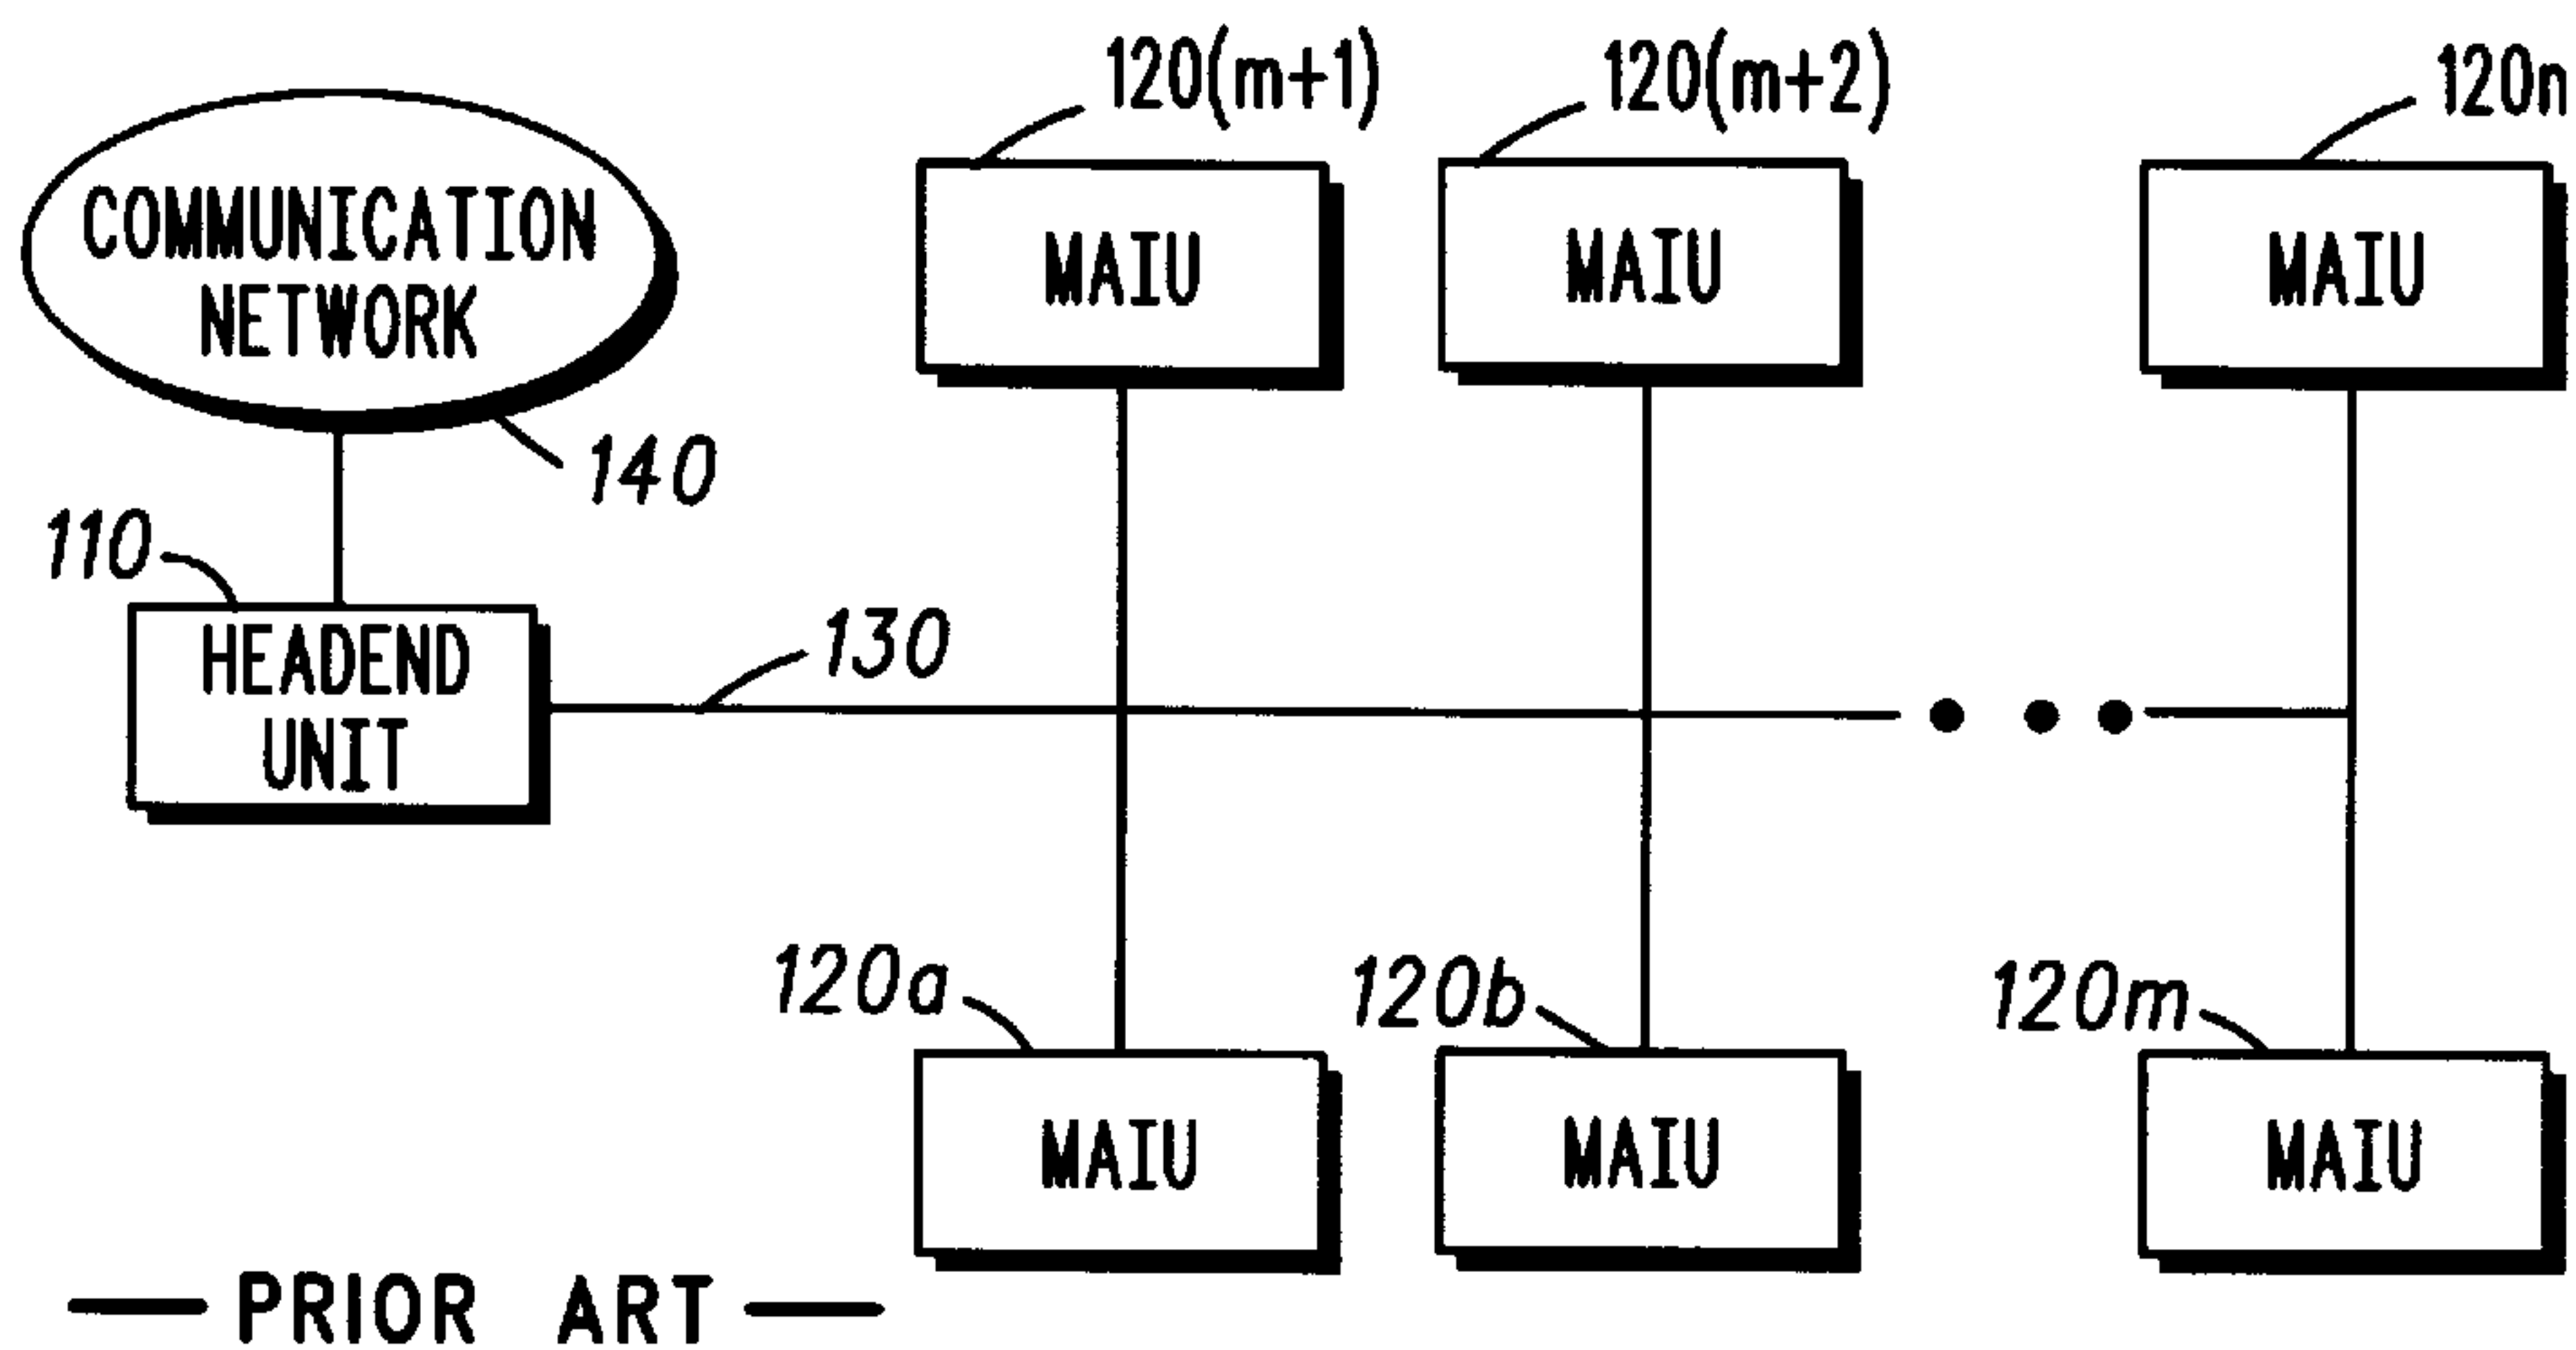 120(m+1)
120(m+2)
120n
COMMUNICATION
NETWORK
MAIU
MAIU
MAIU
140
110
HEADEND
UNIT
130
120a
120b
120m
MAIU
MAIU
MAIU
PRIOR ART